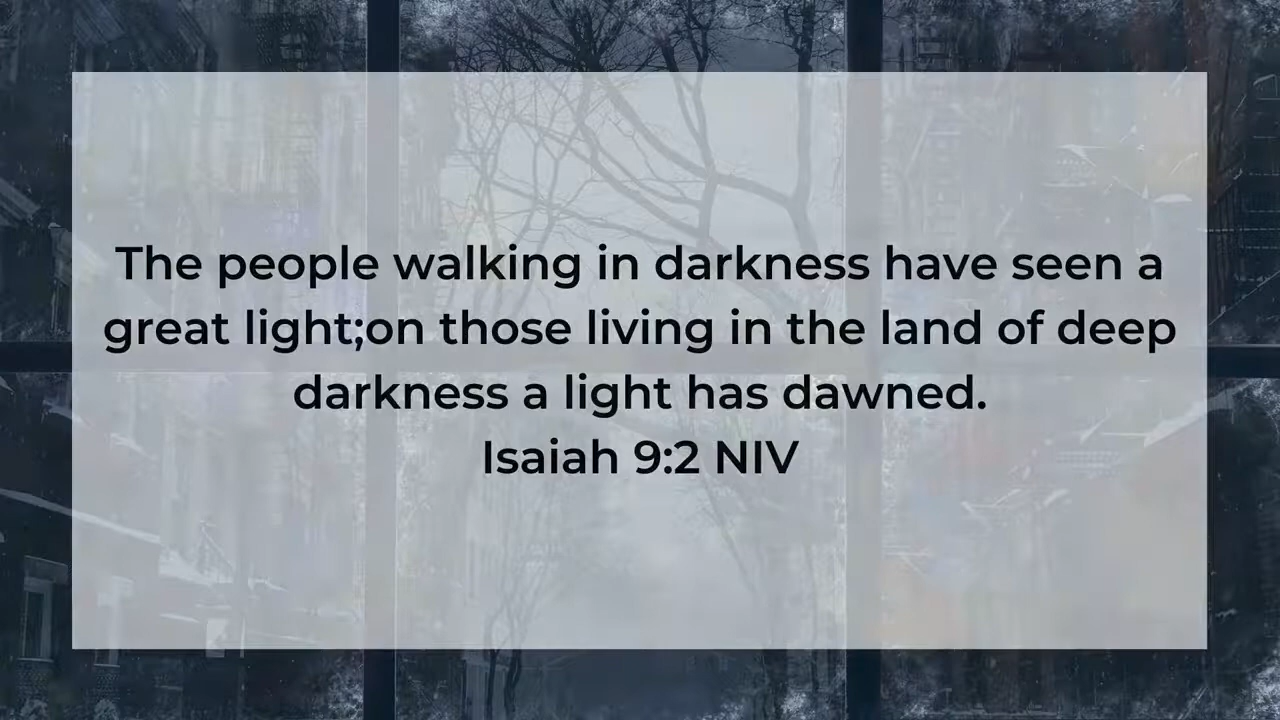 The people walking in darkness have seen a
great light;on those living in the land of deep
darkness a light has dawned.
Isaiah 9:2 NIV